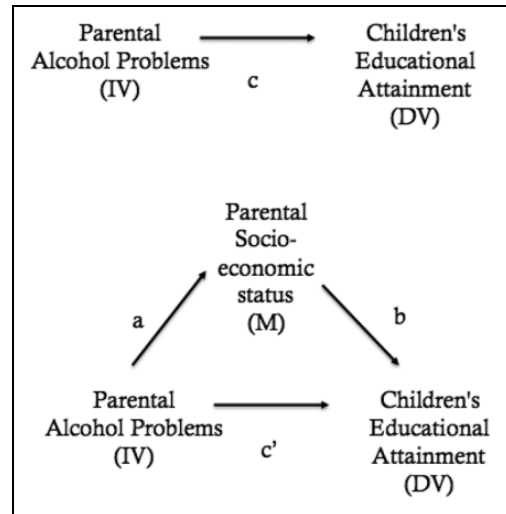 Parental
Alcohol Problems
(IV)
c
Children's
Educational
Attainment
(DV)
Parental
Socio-
economic
status
(M)
a
b
Parental
Alcohol Problems
(IV)
c’
Children's
Educational
Attainment
(DV)